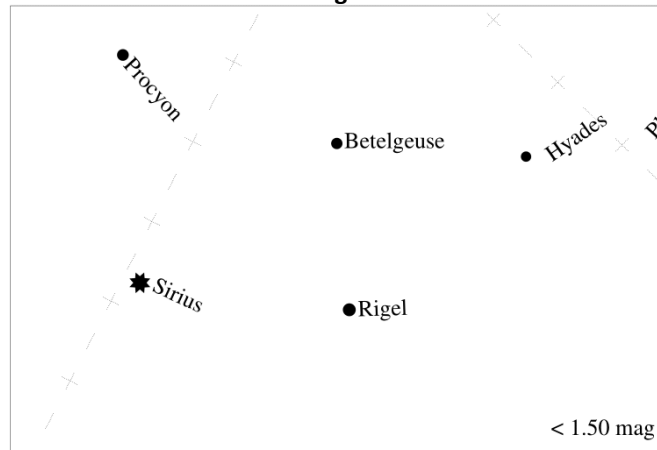 Procyon
Betelgeuse
Hyades
Sirius
Rigel
< 1.50 mag